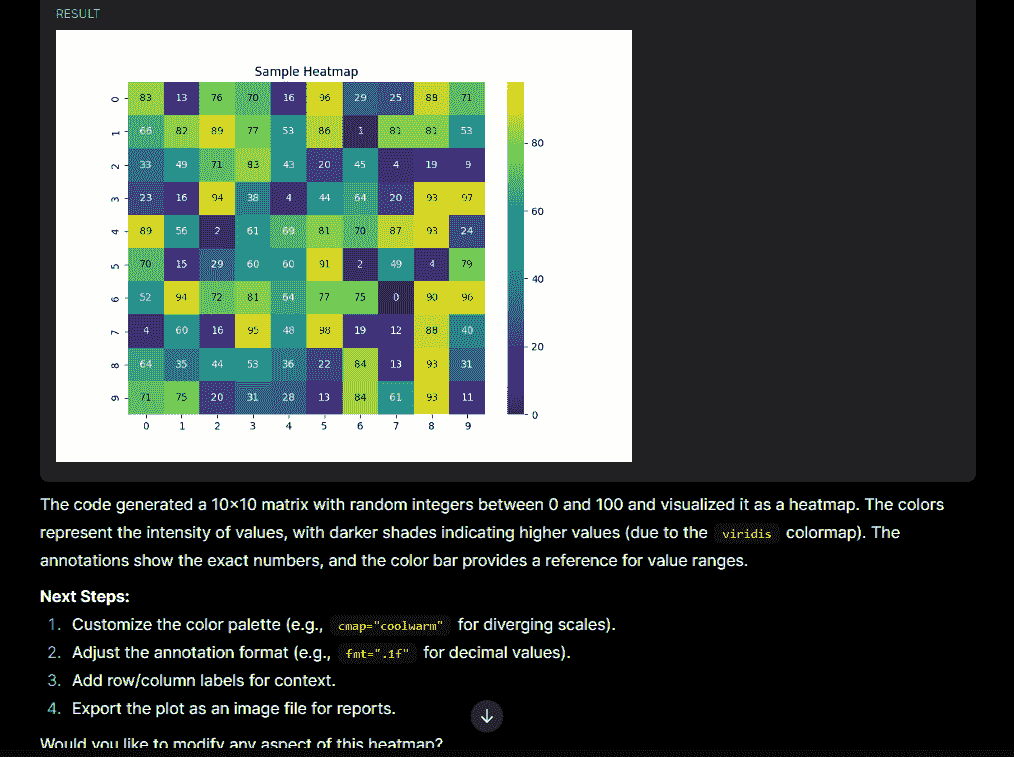 RESULT
Sample Heatmap
0 83 13 76 70 16 96 29 25 88 71
1 66 82 89 77 53 86 1 81 81 53
2 33 49 71 83 43 20 45 4 19 9
3 23 16 94 38 4 44 64 20 93 97
4 89 56 2 61 69 81 70 87 93 24
5 70 15 29 60 60 91 2 49 4 79
6 52 94 72 81 64 77 75 0 90 96
7 4 60 16 95 48 98 19 12 88 40
8 64 35 44 53 36 22 84 13 93 31
9 71 75 20 31 28 13 84 61 93 11
0 1 2 3 4 5 6 7 8 9
80
60
40
20
0
The code generated a 10×10 matrix with random integers between 0 and 100 and visualized it as a heatmap. The colors
represent the intensity of values, with darker shades indicating higher values (due to the viridis colormap). The
annotations show the exact numbers, and the color bar provides a reference for value ranges.
Next Steps:
1. Customize the color palette (e.g., cmap="coolwarm" for diverging scales).
2. Adjust the annotation format (e.g., fmt=".1f" for decimal values).
3. Add row/column labels for context.
4. Export the plot as an image file for reports.
Would you like to modify any aspect of this heatmap?